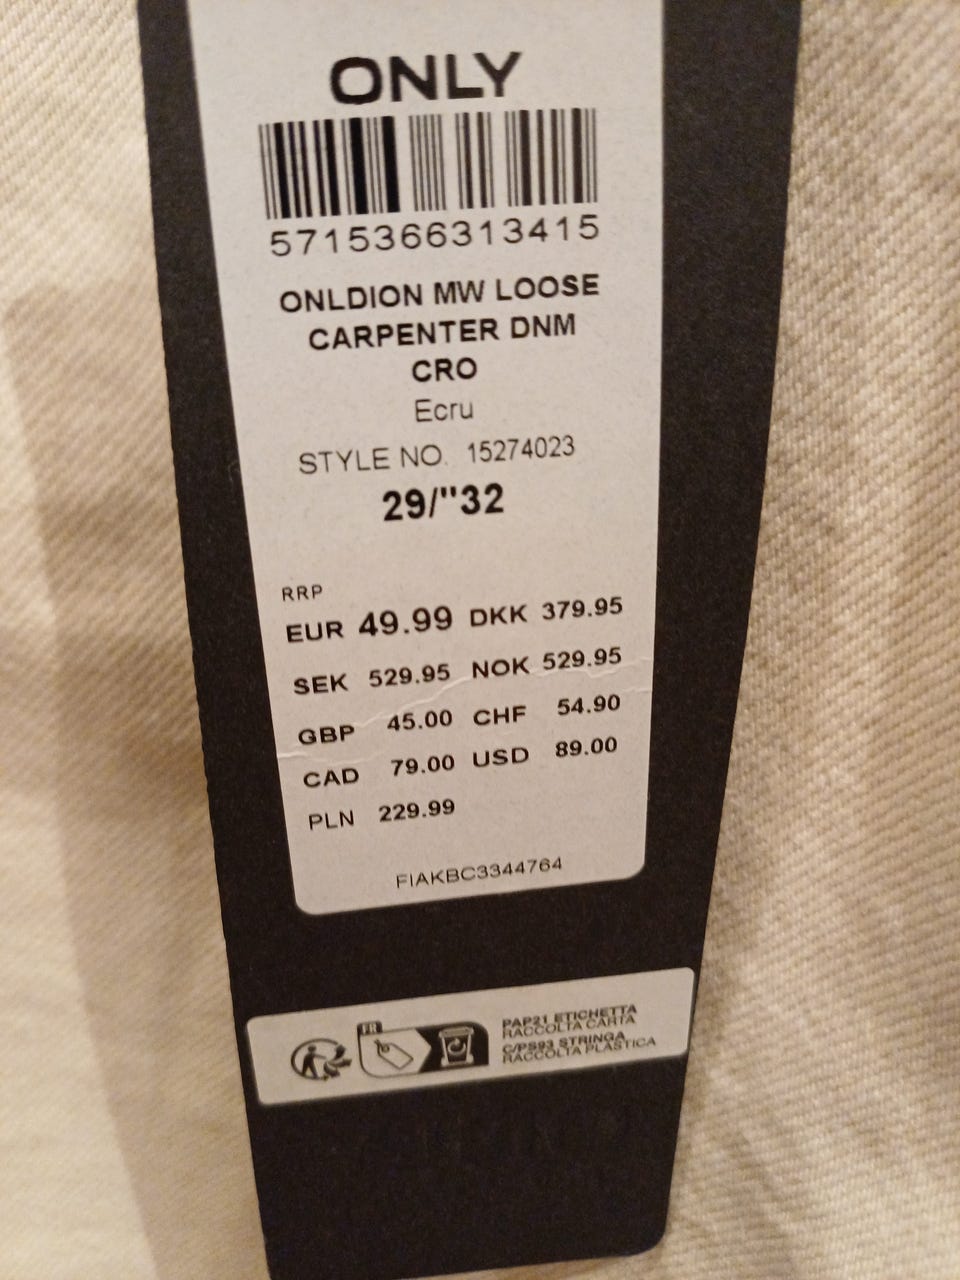 ONLY
5715366313415
ONLDION MW LOOSE
CARPENTER DNM
CRO
Ecru
STYLE NO. 15274023
29/"32
RRP
EUR 49.99 DKK 379.95
SEK 529.95 NOK 529.95
GBP 45.00 CHF 54.90
CAD 79.00 USD 89.00
PLN 229.99
FIAKBC3344764
FR
PAP21 ETICHETTA
RACCOLTA CARTA
C/PS93 STRINGA
RACCOLTA PLASTICA